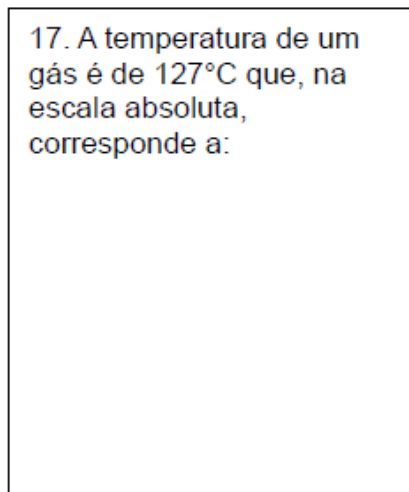 17. A temperatura de um
gás é de 127°C que, na
escala absoluta,
corresponde a: